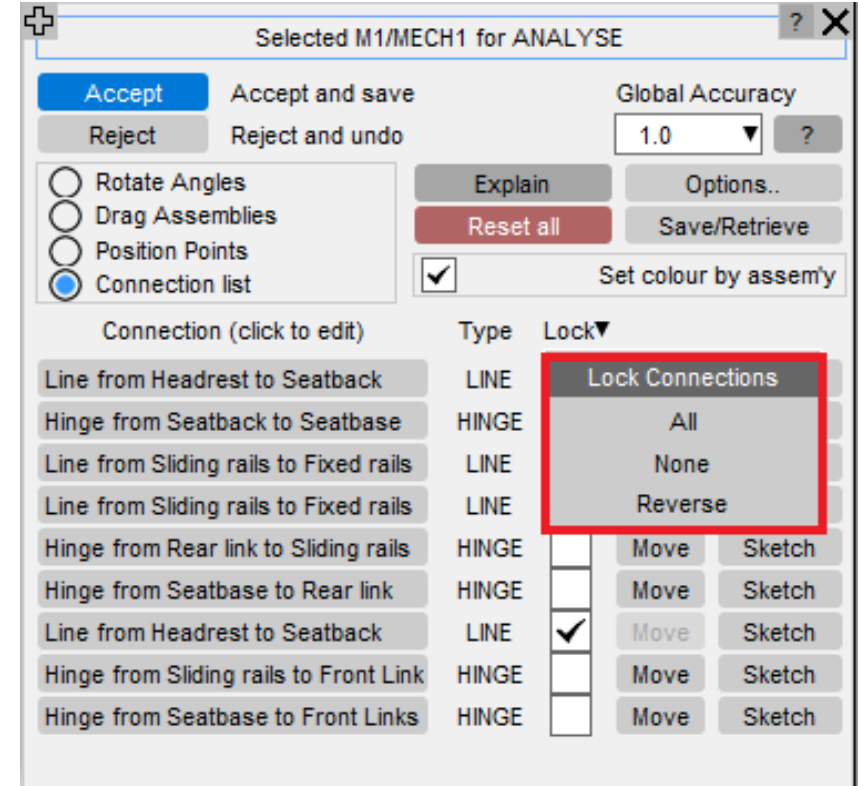 Selected M1/MECH1 for ANALYSE ?
Accept Accept and save Global Accuracy
Reject Reject and undo 1.0 ▼ ?
Rotate Angles Explain Options..
Drag Assemblies Reset all Save/Retrieve
Position Points
Connection list Set colour by assem'y
Connection (click to edit) Type Lock▼
Line from Headrest to Seatback LINE Lock Connections
Hinge from Seatback to Seatbase HINGE All
Line from Sliding rails to Fixed rails LINE None
Line from Sliding rails to Fixed rails LINE Reverse
Hinge from Rear link to Sliding rails HINGE Move Sketch
Hinge from Seatbase to Rear link HINGE Move Sketch
Line from Headrest to Seatback LINE Move Sketch
Hinge from Sliding rails to Front Link HINGE Move Sketch
Hinge from Seatbase to Front Links HINGE Move Sketch